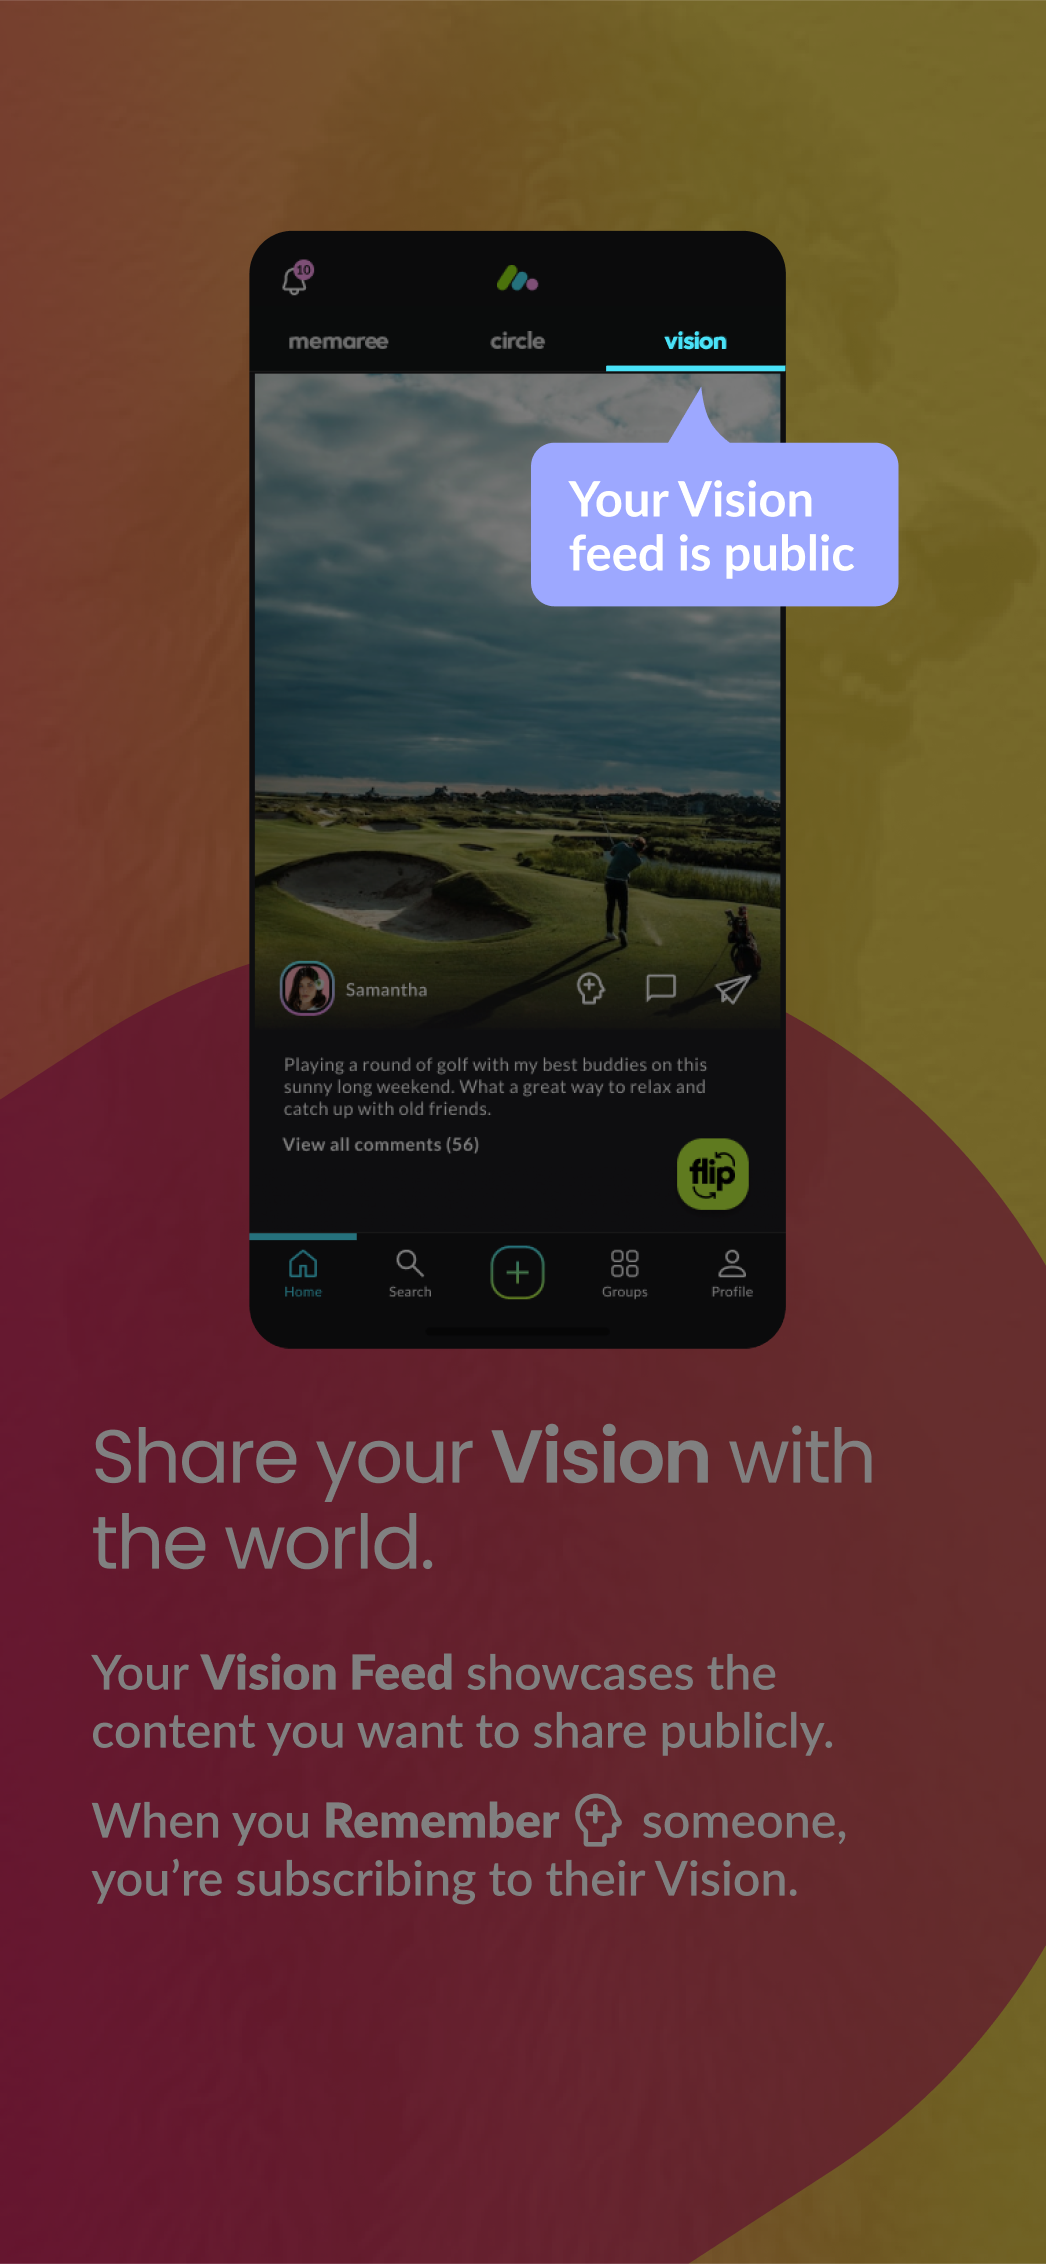 10
memaree
circle
vision
Your Vision
feed is public
Samantha
Playing a round of golf with my best buddies on this
sunny long weekend. What a great way to relax and
catch up with old friends.
View all comments (56)
flip
Home
Search
Groups
Profile
Share your Vision with
the world.
Your Vision Feed showcases the
content you want to share publicly.
When you Remember someone,
you’re subscribing to their Vision.